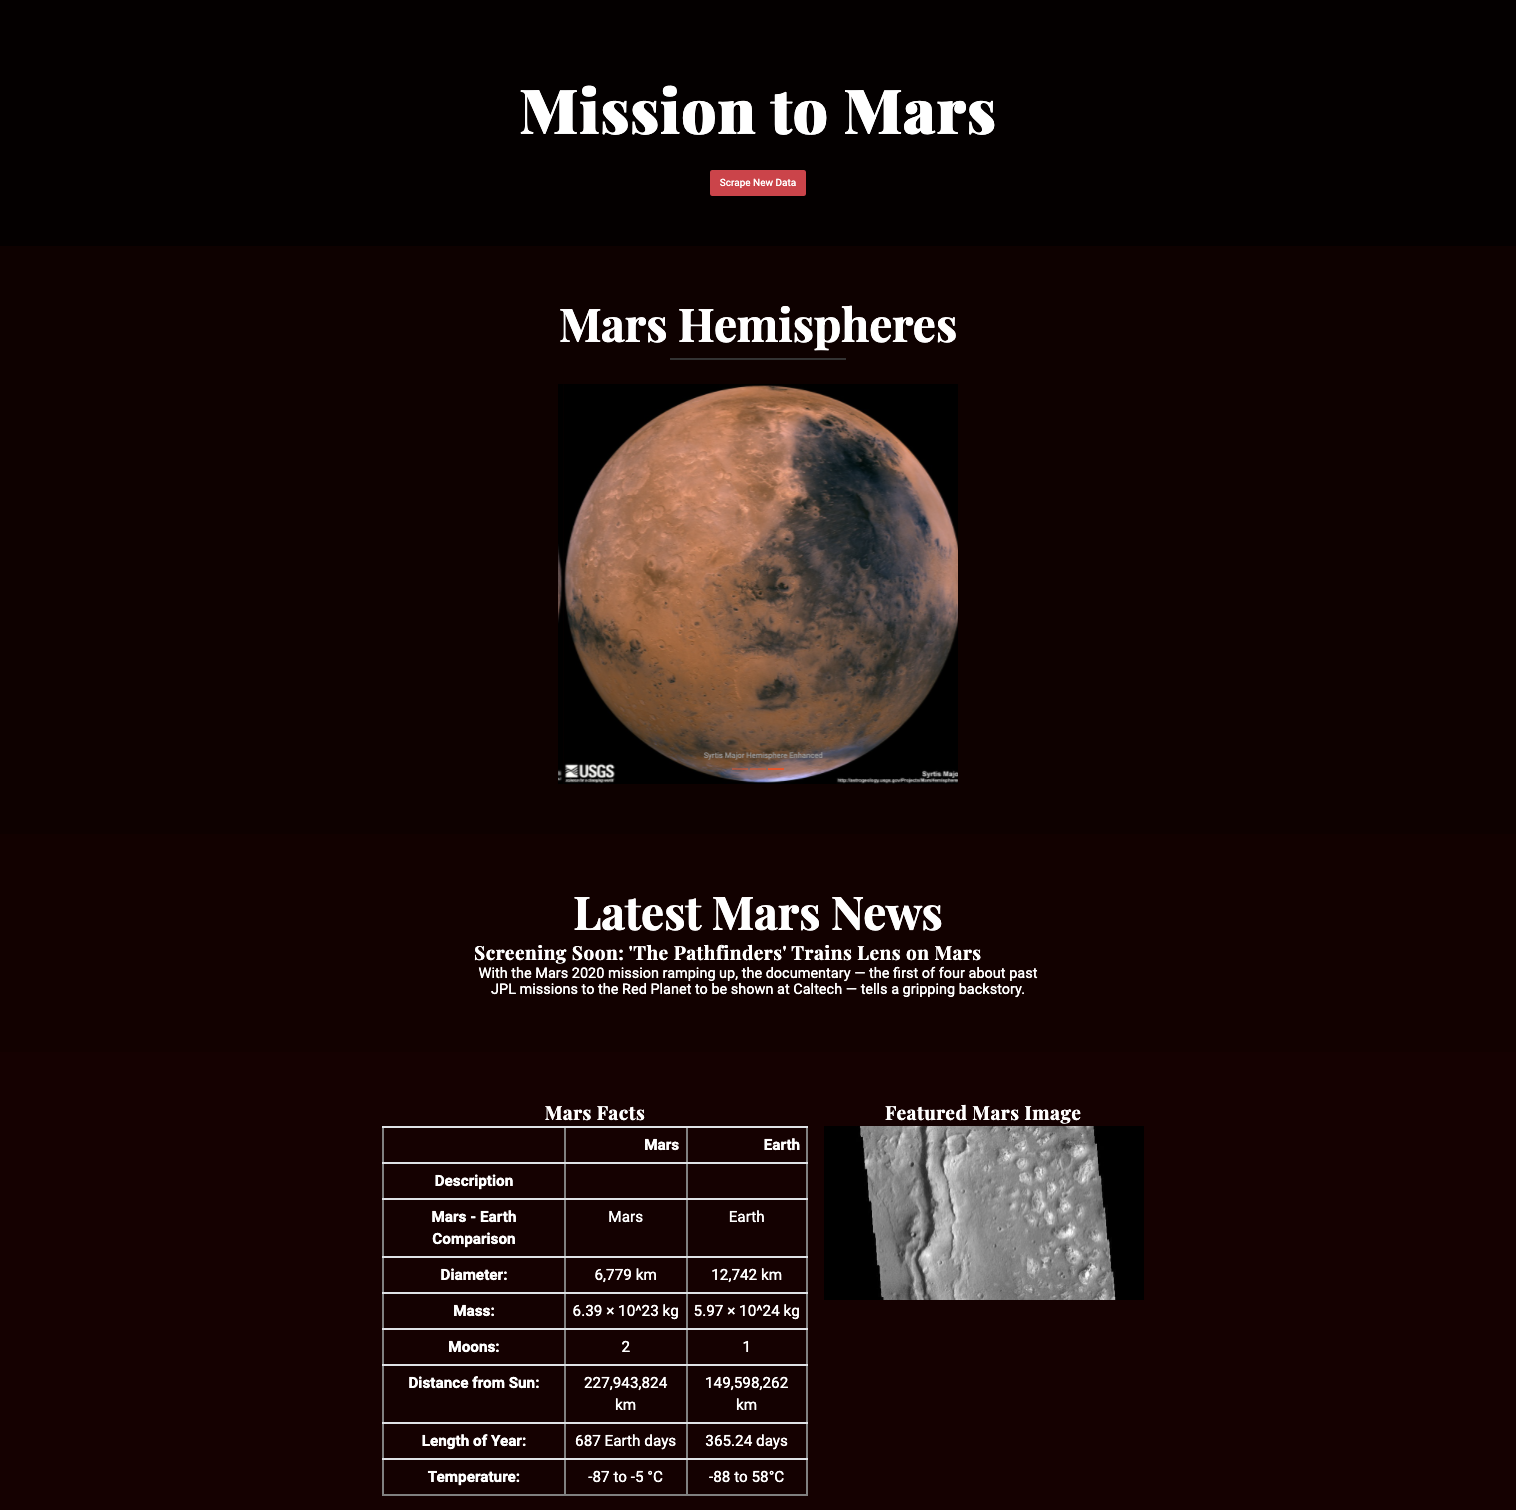 Mission to Mars
Scrape New Data
Mars Hemispheres
Syrtis Major Hemisphere Enhanced
USGS
Syrtis Majo
Latest Mars News
Screening Soon: 'The Pathfinders' Trains Lens on Mars
With the Mars 2020 mission ramping up, the documentary — the first of four about past
JPL missions to the Red Planet to be shown at Caltech — tells a gripping backstory.
Mars Facts
Mars Earth
Description
Mars - Earth Mars Earth
Comparison
Diameter: 6,779 km 12,742 km
Mass: 6.39 × 10^23 kg 5.97 × 10^24 kg
Moons: 2 1
Distance from Sun: 227,943,824 149,598,262
km km
Length of Year: 687 Earth days 365.24 days
Temperature: -87 to -5 °C -88 to 58°C
Featured Mars Image